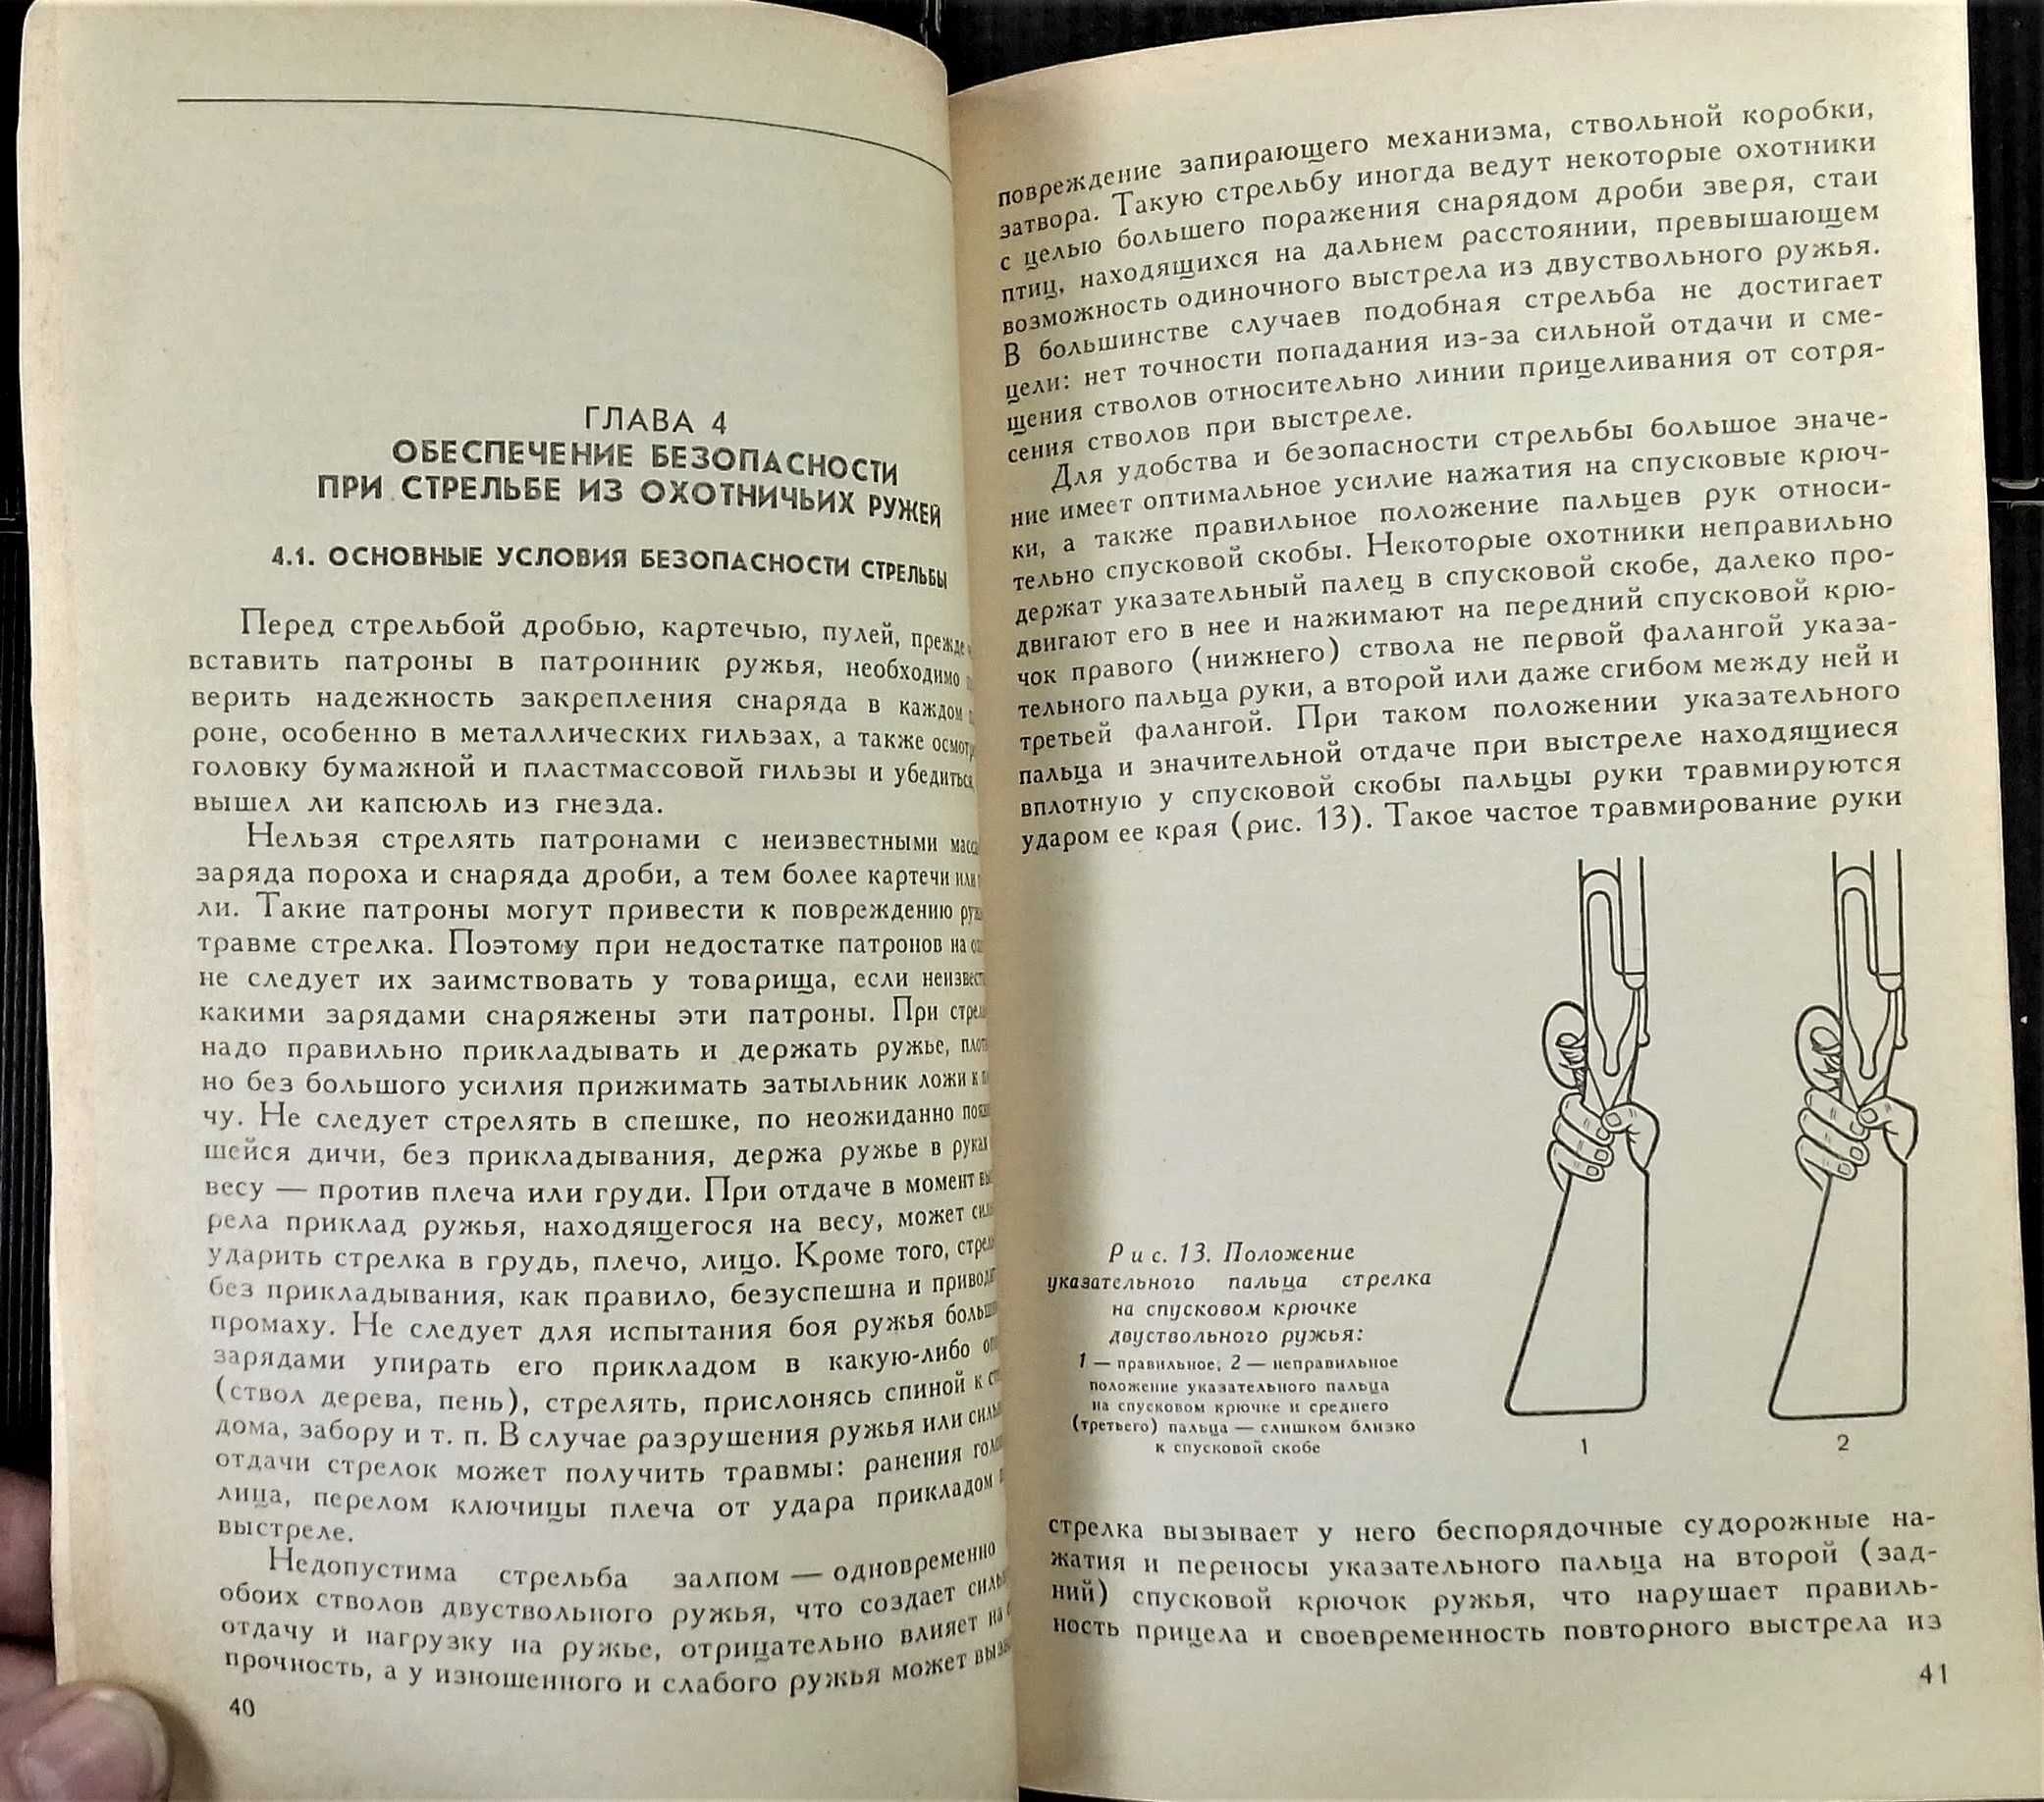 ГЛАВА 4
ОБЕСПЕЧЕНИЕ БЕЗОПАСНОСТИ
ПРИ СТРЕЛЬБЕ ИЗ ОХОТНИЧЬИХ РУЖЕЙ
4.1. ОСНОВНЫЕ УСЛОВИЯ БЕЗОПАСНОСТИ СТРЕЛЬБЫ
Перед стрельбой дробью, картечью, пулей,
вставить патроны в патронник ружья, необходимо
верить надежность закрепления снаряда в каждом
роне, особенно в металлических гильзах, а также
головку бумажной и пластмассовой гильзы и убедиться,
вышел ли капсюль из гнезда.
Нельзя стрелять патронами с неизвестными
заряда пороха и снаряда дроби, а тем более картечи или
ли. Такие патроны могут привести к повреждению
травме стрелка. Поэтому при недостатке патронов на
не следует их заимствовать у товарища, если
какими зарядами снаряжены эти патроны. При
надо правильно прикладывать и держать ружье,
но без большого усилия прижимать затыльник ложи к
чу. Не следует стрелять в спешке, по неожиданно
шейся дичи, без прикладывания, держа ружье в руках
весу — против плеча или груди. При отдаче в момент
рела приклад ружья, находящегося на весу, может
ударить стрелка в грудь, плечо, лицо. Кроме того,
без прикладывания, как правило, безуспешна и
промаху. Не следует для испытания боя ружья
зарядами упирать его прикладом в какую-либо
(ствол дерева, пень), стрелять, прислонясь спиной к
дома, забору и т. п. В случае разрушения ружья или
отдачи стрелок может получить травмы: ранения
лица, перелом ключицы плеча от удара прикладом
выстреле.
Недопустима стрельба залпом — одновременно
обоих стволов двуствольного ружья, что создает
отдачу и нагрузку на ружье, отрицательно влияет на
прочность, а у изношенного и слабого ружья может
40
повреждение запирающего механизма, ствольной коробки,
затвора. Такую стрельбу иногда ведут некоторые охотники
с целью большего поражения снарядом дроби зверя, стаи
птиц, находящихся на дальнем расстоянии, превышающем
возможность одиночного выстрела из двуствольного ружья.
В большинстве случаев подобная стрельба не достигает
цели: нет точности попадания из-за сильной отдачи и сме-
щения стволов относительно линии прицеливания от сотря-
сения стволов при выстреле.
Для удобства и безопасности стрельбы большое значе-
ние имеет оптимальное усилие нажатия на спусковые крюч-
ки, а также правильное положение пальцев рук относи-
тельно спусковой скобы. Некоторые охотники неправильно
держат указательный палец в спусковой скобе, далеко про-
двигают его в нее и нажимают на передний спусковой крю-
чок правого (нижнего) ствола не первой фалангой указа-
тельного пальца руки, а второй или даже сгибом между ней и
третьей фалангой. При таком положении указательного
пальца и значительной отдаче при выстреле находящиеся
вплотную у спусковой скобы пальцы руки травмируются
ударом ее края (рис. 13). Такое частое травмирование руки
Рис. 13. Положение
указательного пальца стрелка
на спусковом крючке
двуствольного ружья:
1 — правильное; 2 — неправильное
положение указательного пальца
на спусковом крючке и среднего
(третьего) пальца — слишком близко
к спусковой скобе
1
2
стрелка вызывает у него беспорядочные судорожные на-
жатия и переносы указательного пальца на второй (зад-
ний) спусковой крючок ружья, что нарушает правиль-
ность прицела и своевременность повторного выстрела из
41